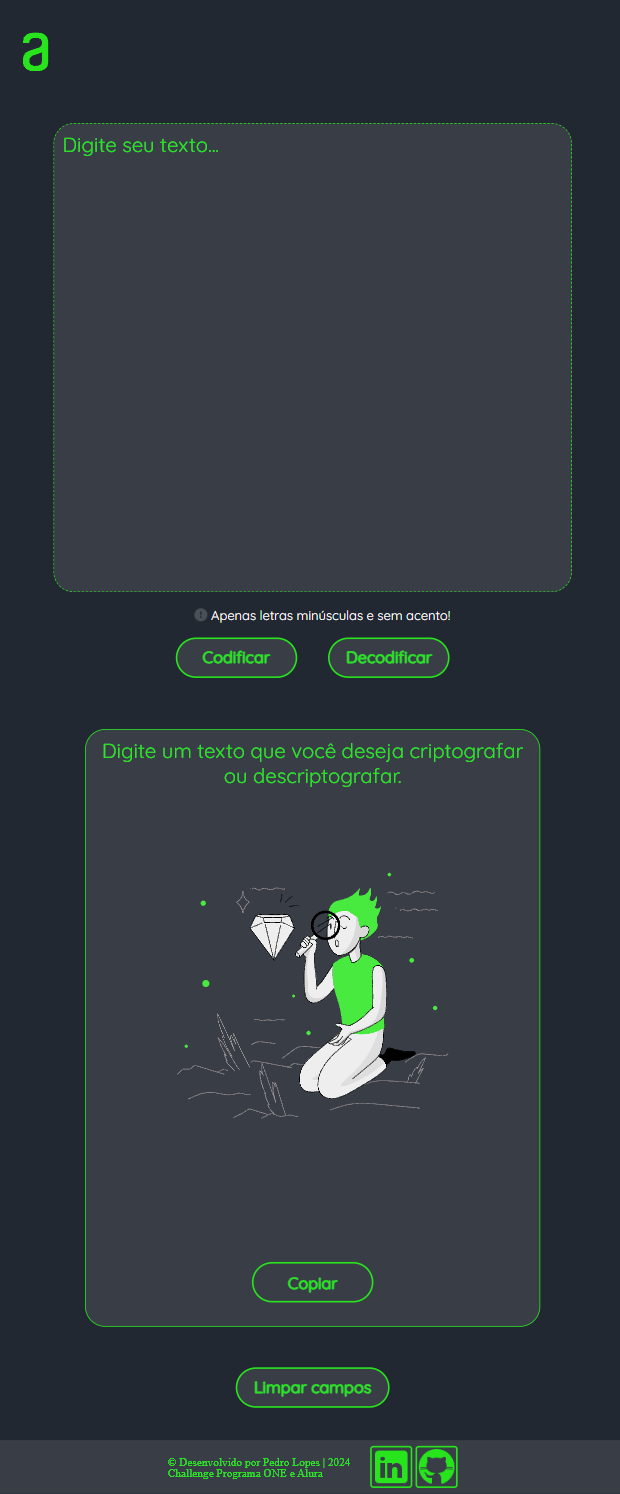 a
Digite seu texto...
! Apenas letras minúsculas e sem acento!
Codificar
Decodificar
Digite um texto que você deseja criptografar
ou descriptografar.
Copiar
Limpar campos
© Desenvolvido por Pedro Lopes | 2024
Challenge Programa ONE e Alura
in